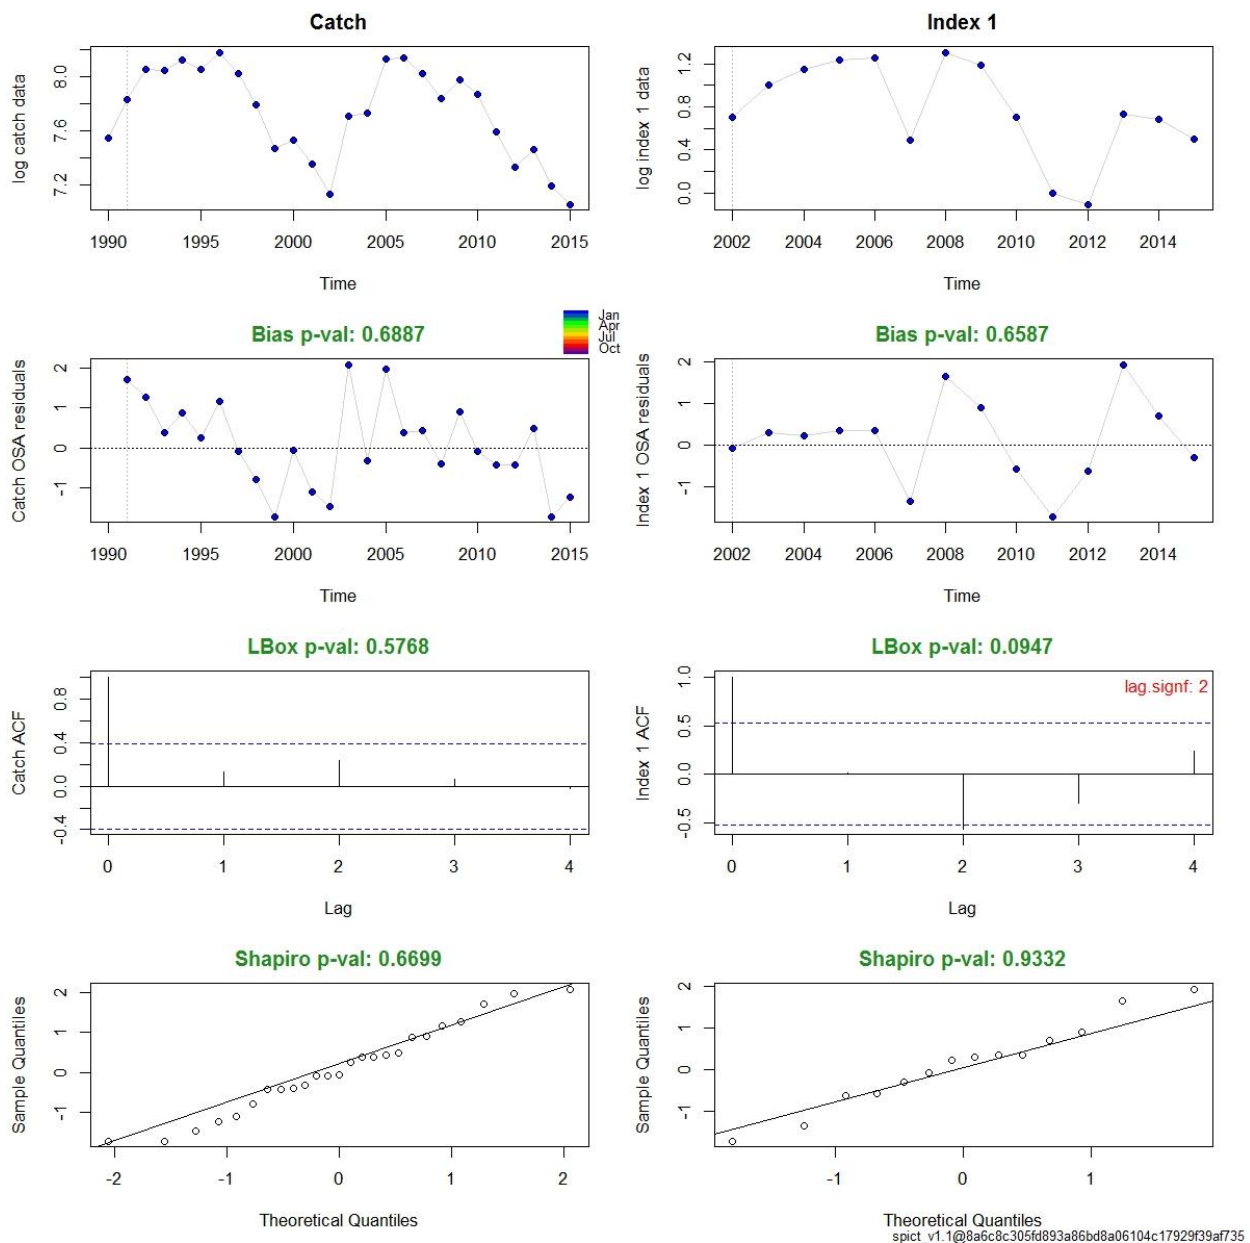 Catch
log catch data
7.2 7.6 8.0
1990 1995 2000 2005 2010 2015
Time
Index 1
log index 1 data
0.0 0.4 0.8 1.2
2002 2004 2006 2008 2010 2012 2014
Time
Bias p-val: 0.6887
Jan
Apr
Jul
Oct
Catch OSA residuals
-1 0 1 2
1990 1995 2000 2005 2010 2015
Time
Bias p-val: 0.6587
Index 1 OSA residuals
-1 0 1 2
2002 2004 2006 2008 2010 2012 2014
Time
LBox p-val: 0.5768
Catch ACF
-0.4 0.0 0.4 0.8
0 1 2 3 4
Lag
LBox p-val: 0.0947
lag.signf: 2
Index 1 ACF
-0.5 0.0 0.5 1.0
0 1 2 3 4
Lag
Shapiro p-val: 0.6699
Sample Quantiles
-1 0 1 2
-2 -1 0 1 2
Theoretical Quantiles
Shapiro p-val: 0.9332
Sample Quantiles
-1 0 1 2
-1 0 1
Theoretical Quantiles
spict_v1.1@8a6c8c305fd893a86bd8a06104c17929f39af735